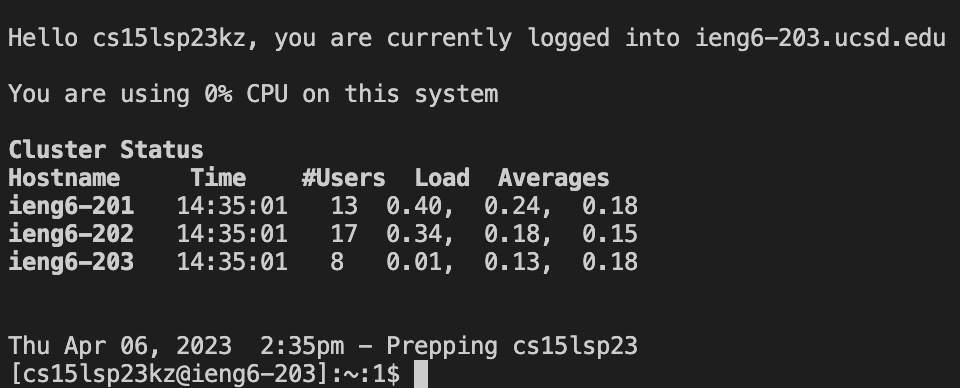 Hello cs15lsp23kz, you are currently logged into ieng6-203.ucsd.edu
You are using 0% CPU on this system
Cluster Status
Hostname     Time    #Users  Load  Averages
ieng6-201   14:35:01   13  0.40,  0.24,  0.18
ieng6-202   14:35:01   17  0.34,  0.18,  0.15
ieng6-203   14:35:01   8   0.01,  0.13,  0.18
Thu Apr 06, 2023  2:35pm - Prepping cs15lsp23
[cs15lsp23kz@ieng6-203]:~:1$